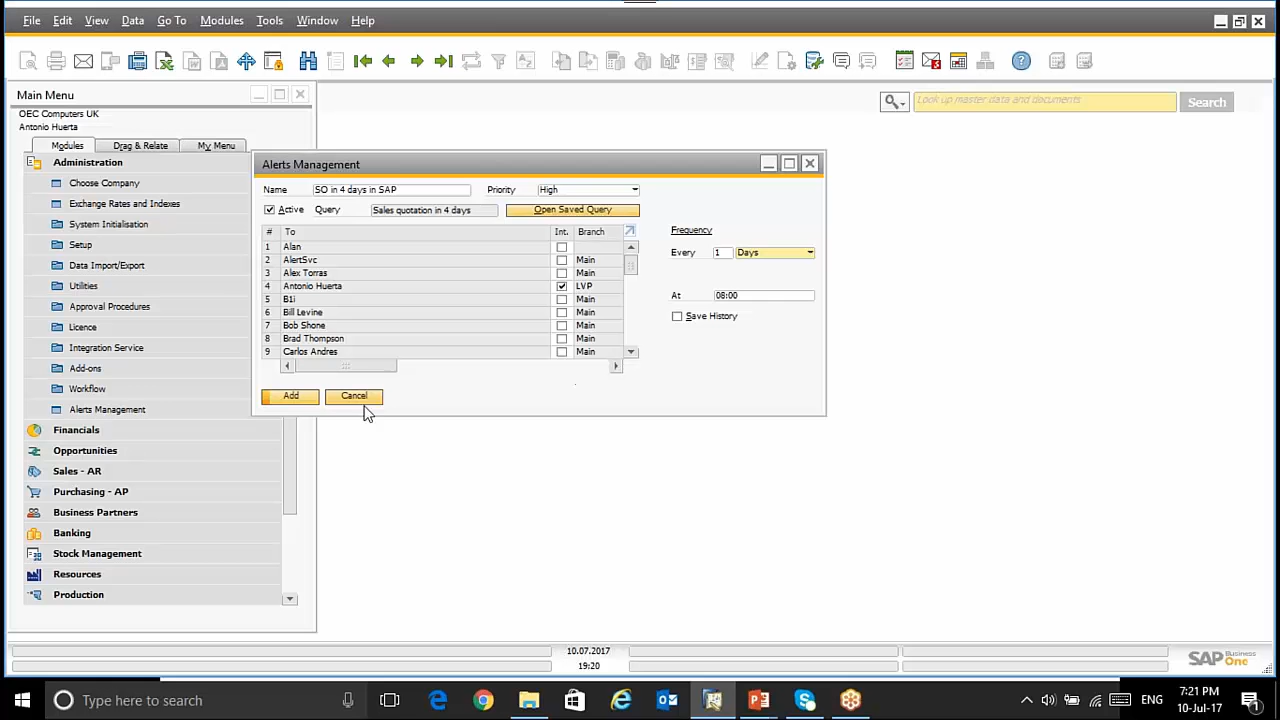 File Edit View Data Go To Modules Tools Window Help
Look up master data and documents Search
Main Menu
OEC Computers UK
Antonio Huerta
Modules Drag & Relate My Menu
Administration
Choose Company
Exchange Rates and Indexes
System Initialisation
Setup
Data Import/Export
Utilities
Approval Procedures
Licence
Integration Service
Add-ons
Workflow
Alerts Management
Financials
Opportunities
Sales - AR
Purchasing - AP
Business Partners
Banking
Stock Management
Resources
Production
Alerts Management
Name SO in 4 days in SAP Priority High
Active Query Sales quotation in 4 days Open Saved Query
# To Int. Branch
1 Alan
2 AlertSvc Main
3 Alex Torras Main
4 Antonio Huerta LVP
5 B1i Main
6 Bill Levine Main
7 Bob Shone Main
8 Brad Thompson Main
9 Carlos Andres Main
Frequency
Every 1 Days
At 08:00
Save History
Add Cancel
10.07.2017
19:20
SAP Business One
Type here to search
ENG
7:21 PM
10-Jul-17
1